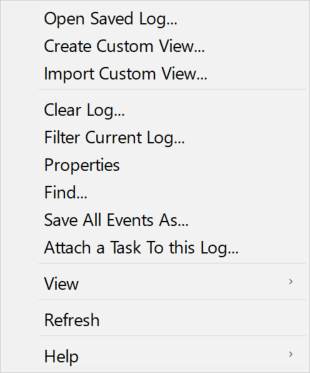 Open Saved Log...
Create Custom View...
Import Custom View...
Clear Log...
Filter Current Log...
Properties
Find...
Save All Events As...
Attach a Task To this Log...
View
Refresh
Help